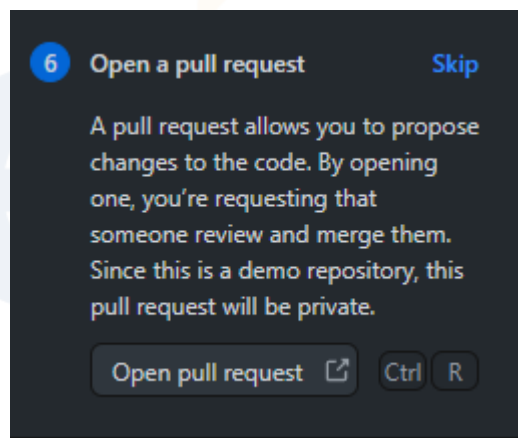 6 Open a pull request Skip
A pull request allows you to propose
changes to the code. By opening
one, you're requesting that
someone review and merge them.
Since this is a demo repository, this
pull request will be private.
Open pull request Ctrl R